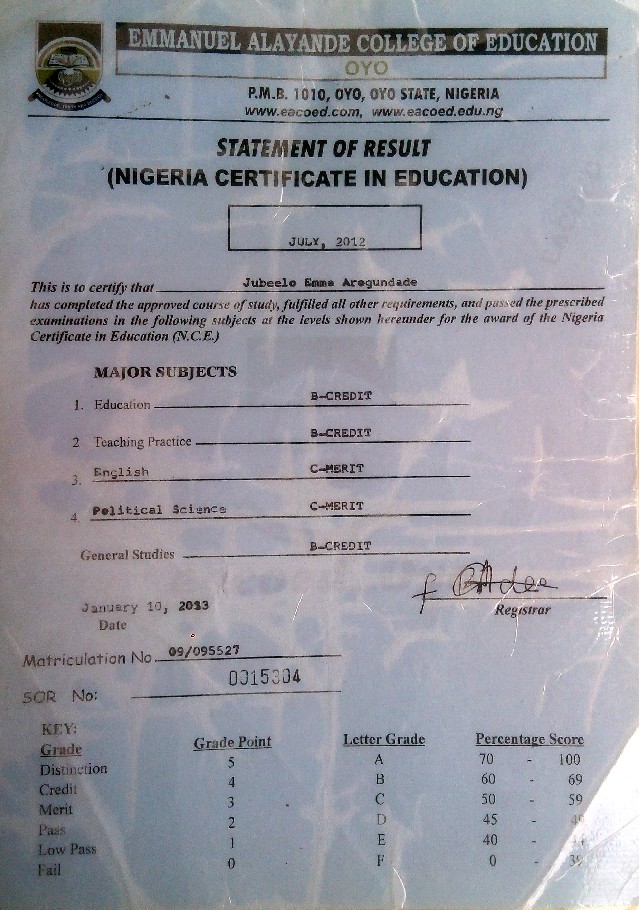 EMMANUEL ALAYANDE COLLEGE OF EDUCATION
OYO
P.M.B. 1010, OYO, OYO STATE, NIGERIA
www.eacoed.com, www.eacoed.edu.ng
STATEMENT OF RESULT
(NIGERIA CERTIFICATE IN EDUCATION)
JULY, 2012
This is to certify that Jubeelo Emma Aregundade
has completed the approved course of study, fulfilled all other requirements, and passed the prescribed
examinations in the following subjects at the levels shown hereunder for the award of the Nigeria
Certificate in Education (N.C.E.)
MAJOR SUBJECTS
1. Education B-CREDIT
2 Teaching Practice B-CREDIT
3. English C-MERIT
4. Political Science C-MERIT
General Studies B-CREDIT
January 10, 2013
Registrar
Date
Matriculation No. 09/095527
SOR No: 0015304
KEY:
Grade Grade Point Letter Grade Percentage Score
Distinction 5 A 70 - 100
Credit 4 B 60 - 69
Merit 3 C 50 - 59
Pass 2 D 45 -
Low Pass 1 E 40 -
Fail 0 F 0 - 39